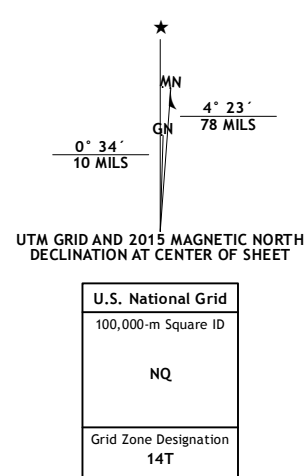 ★
MN
GN
4° 23´
78 MILS
0° 34´
10 MILS
UTM GRID AND 2015 MAGNETIC NORTH
DECLINATION AT CENTER OF SHEET
U.S. National Grid
100,000-m Square ID
NQ
Grid Zone Designation
14T